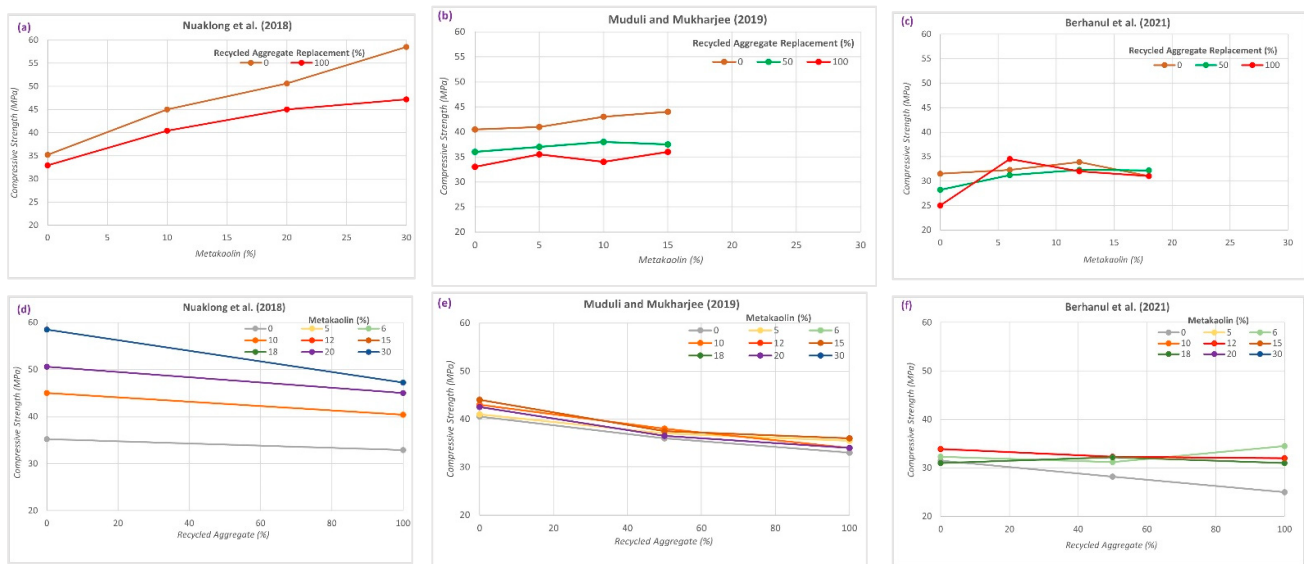 (a)
Nuaklong et al. (2018)
Recycled Aggregate Replacement (%)
0 100
Compressive Strength (MPa)
60
55
50
45
40
35
30
25
20
0 5 10 15 20 25 30
Metakaolin (%)
(b)
Muduli and Mukharjee (2019)
Recycled Aggregate Replacement (%)
0 50 100
Compressive Strength (MPa)
60
55
50
45
40
35
30
25
20
0 5 10 15 20 25 30
Metakaolin (%)
(c)
Berhanul et al. (2021)
Recycled Aggregate Replacement (%)
0 50 100
Compressive Strength (MPa)
60
55
50
45
40
35
30
25
20
0 5 10 15 20 25 30
Metakaolin (%)
(d)
Nuaklong et al. (2018)
Metakaolin (%)
0 5 6
10 12 15
18 20 30
Compressive Strength (MPa)
60
50
40
30
20
0 20 40 60 80 100
Recycled Aggregate (%)
(e)
Muduli and Mukharjee (2019)
Metakaolin (%)
0 5 6
10 12 15
18 20 30
Compressive Strength (MPa)
60
50
40
30
20
0 20 40 60 80 100
Recycled Aggregate (%)
(f)
Berhanul et al. (2021)
Metakaolin (%)
0 5 6
10 12 15
18 20 30
Compressive Strength (MPa)
60
50
40
30
20
0 20 40 60 80 100
Recycled Aggregate (%)